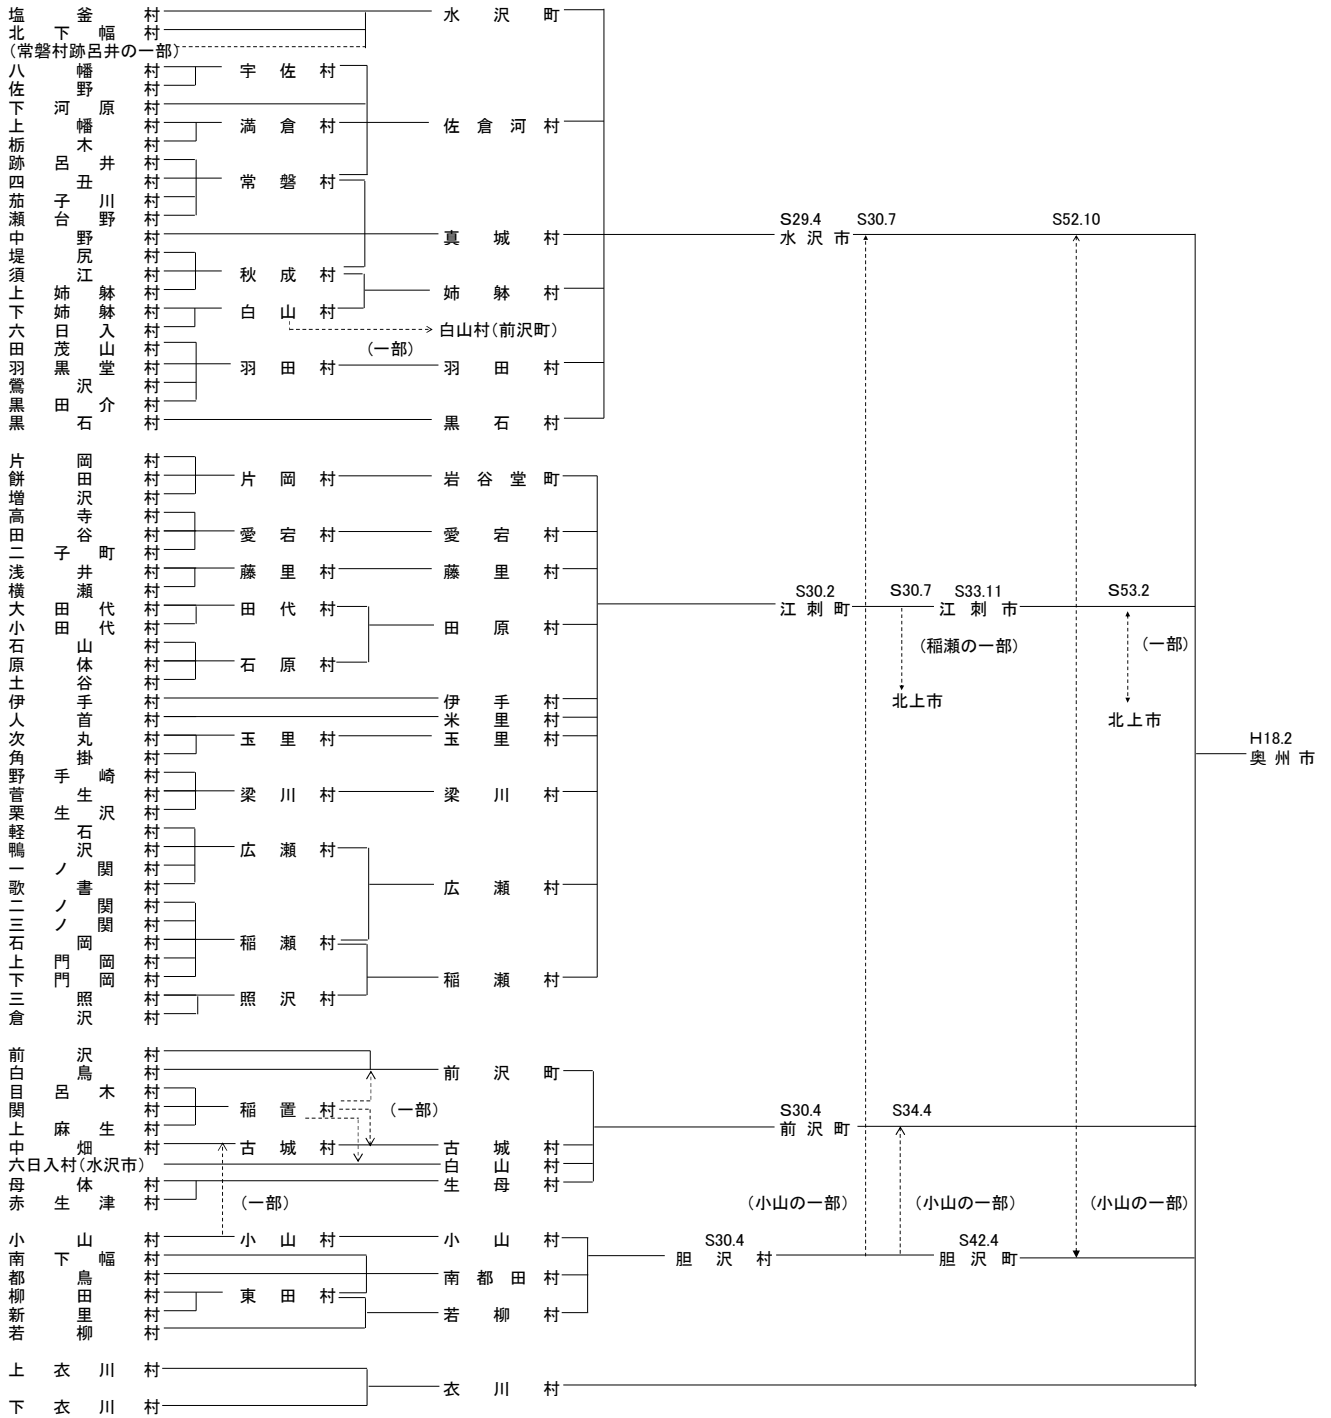 塩釜村 水沢町
北下幅村
(常磐村跡呂井の一部)
八幡村 宇佐村
佐野村
下河原村
上幡村 満倉村 佐倉河村
栃木村
跡呂井村
四丑村 常磐村
茄子川村
瀬台野村 S29.4 S30.7 S52.10
中野村 真城村 水沢市
堤尻村
須江村 秋成村
上姉躰村 姉躰村
下姉躰村 白山村
六日入村 白山村(前沢町)
田茂山村 (一部)
羽黒堂村 羽田村 羽田村
鶯沢村
黒田介村
黒石村 黒石村
片岡村
餅田村 片岡村 岩谷堂町
増沢村
高寺村
田谷村 愛宕村 愛宕村
二子町村
浅井村 藤里村 藤里村
横瀬村 S30.2 S30.7 S33.11 S53.2
大田代村 田代村 江刺町 江刺市
小田代村 田原村
石山村 (稲瀬の一部) (一部)
原体村 石原村
土谷村
伊手村 伊手村 北上市
人首村 米里村 北上市
次丸村 玉里村 玉里村 H18.2
角掛村 奥州市
野手崎村
菅生村 梁川村 梁川村
栗生沢村
軽石村
鴨沢村 広瀬村
一ノ関村
歌書村 広瀬村
二ノ関村
三ノ関村
石岡村 稲瀬村
上門岡村
下門岡村 稲瀬村
三照村 照沢村
倉沢村
前沢村
白鳥村 前沢町
目呂木村
関村 稲置村 (一部) S30.4 S34.4
上麻生村 前沢町
中畑村 古城村 古城村
六日入村(水沢市) 白山村
母体村 生母村
赤生津村 (一部) (小山の一部) (小山の一部) (小山の一部)
小山村 小山村 小山村 S30.4 S42.4
南下幅村 胆沢村 胆沢町
都鳥村 南都田村
柳田村 東田村
新里村 若柳村
若柳村
上衣川村
衣川村
下衣川村